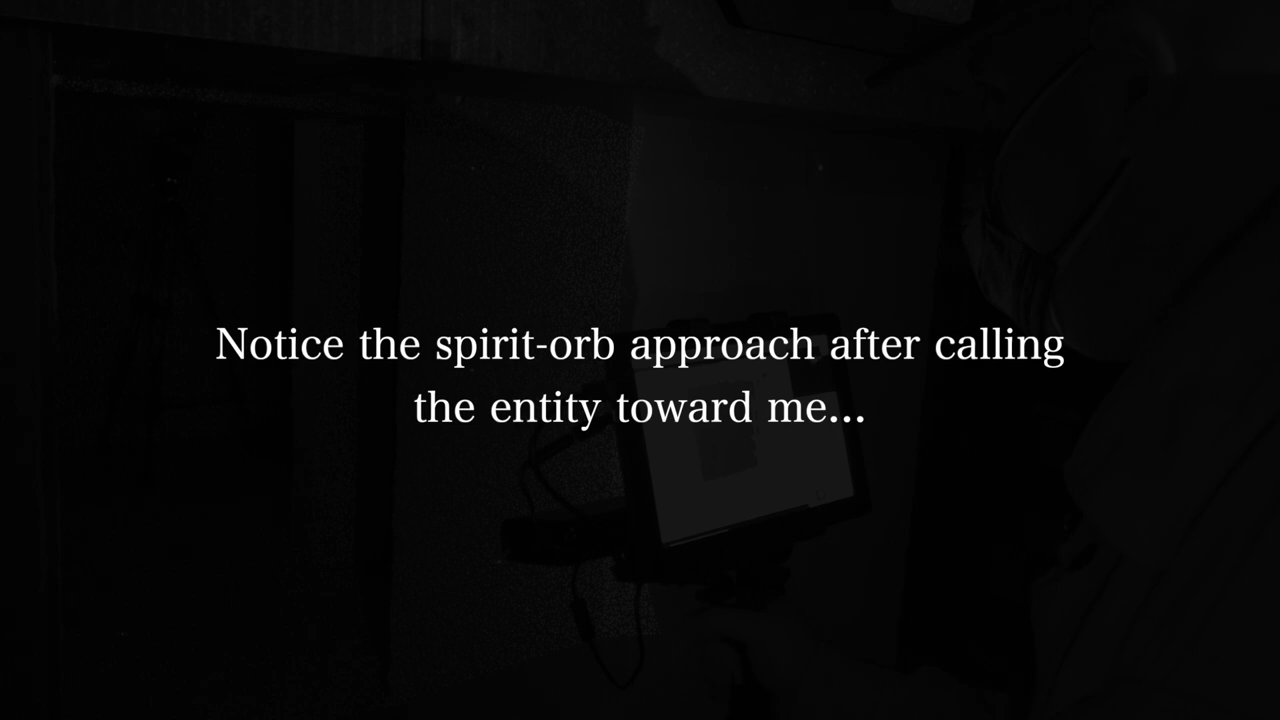 Notice the spirit-orb approach after calling
the entity toward me...